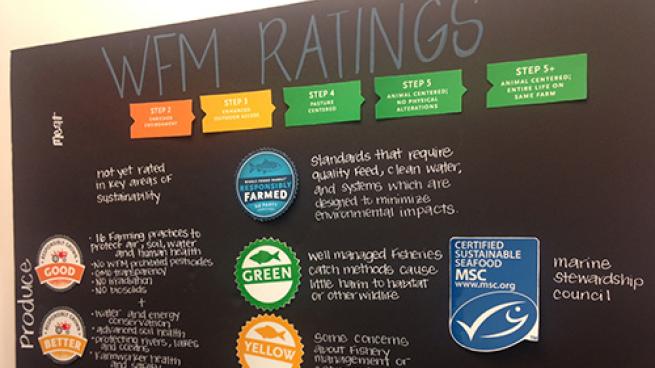 WFM RATINGS
STEP 2
ENRICHED
ENVIRONMENT
STEP 3
ENHANCED
OUTDOOR ACCESS
STEP 4
PASTURE
CENTERED
STEP 5
ANIMAL CENTERED;
NO PHYSICAL
ALTERATIONS
STEP 5+
ANIMAL CENTERED;
ENTIRE LIFE ON
SAME FARM
meat
not yet rated
in key areas of
sustainability
RESPONSIBLY
FARMED
standards that require
quality feed, clean water,
and systems which are
designed to minimize
environmental impacts.
Produce
RESPONSIBLY GROWN
GOOD
• 16 Farming practices to
protect air, soil, water
and human health
• No WFM prohibited pesticides
• GMO transparency
• No irradiation
• No biosolids
+
RESPONSIBLY GROWN
BETTER
• Water and energy
conservation
• advanced soil health
• protecting rivers, lakes
and oceans
• Farmworker health
and safety
GREEN
well managed Fisheries
catch methods cause
little harm to habitat
or other wildlife
YELLOW
some concerns
about Fishery
management or
CERTIFIED
SUSTAINABLE
SEAFOOD
MSC
www.msc.org
marine
stewardship
council